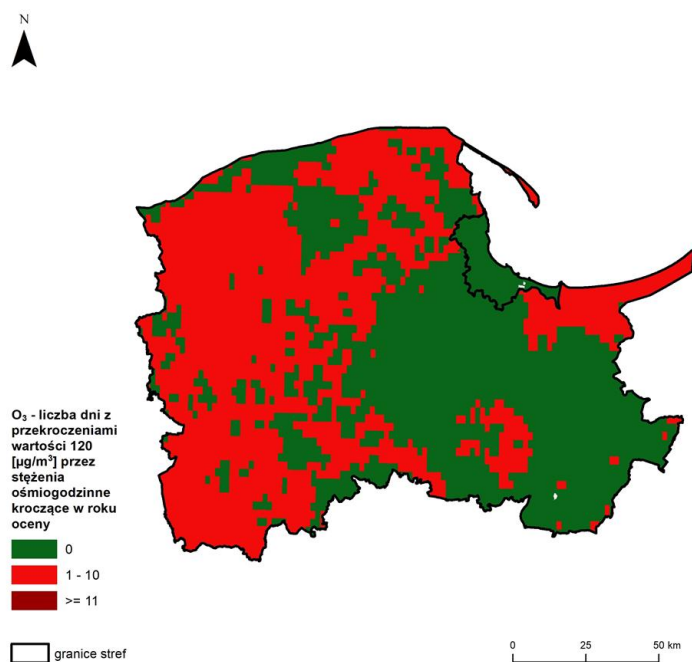 N
O₃ - liczba dni z
przekroczeniami
wartości 120
[µg/m³] przez
stężenia
ośmiogodzinne
kroczące w roku
oceny
0
1 - 10
>= 11
granice stref
0 25 50 km